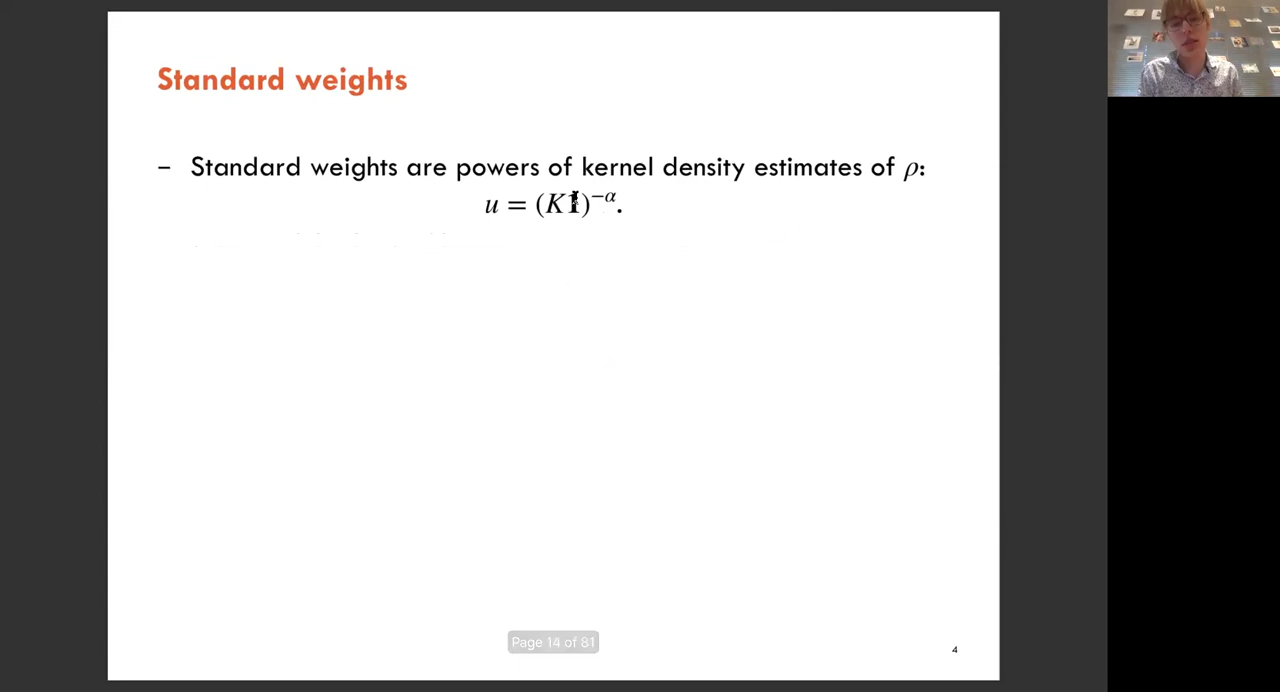 Standard weights
– Standard weights are powers of kernel density estimates of ρ:
u = (K1)^{−α}.
Page 14 of 81
4